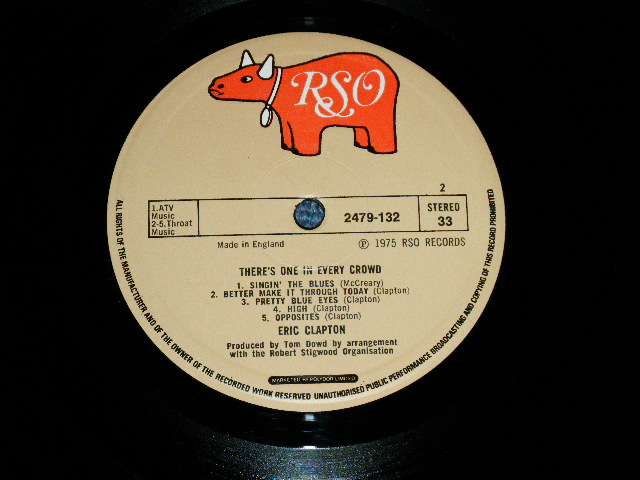 RSO
2
1.ATV
Music
2-5.Throat
Music
2479-132
STEREO
33
Made in England
℗ 1975 RSO RECORDS
THERE'S ONE IN EVERY CROWD
1. SINGIN' THE BLUES (McCreary)
2. BETTER MAKE IT THROUGH TODAY (Clapton)
3. PRETTY BLUE EYES (Clapton)
4. HIGH (Clapton)
5. OPPOSITES (Clapton)
ERIC CLAPTON
Produced by Tom Dowd by arrangement
with the Robert Stigwood Organisation
MARKETED BY POLYDOR LIMITED
ALL RIGHTS OF THE MANUFACTURER AND OF THE OWNER OF THE RECORDED WORK RESERVED UNAUTHORISED PUBLIC PERFORMANCE BROADCASTING AND COPYING OF THIS RECORD PROHIBITED